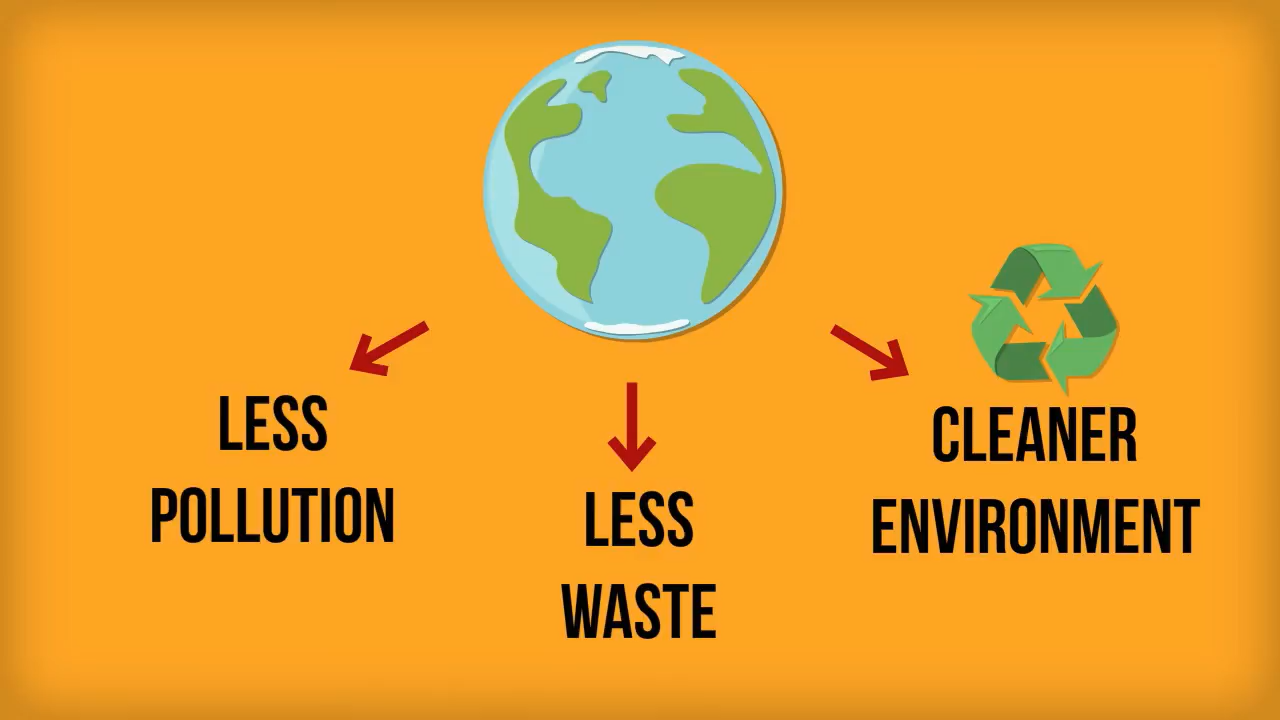 LESS
POLLUTION
LESS
WASTE
CLEANER
ENVIRONMENT